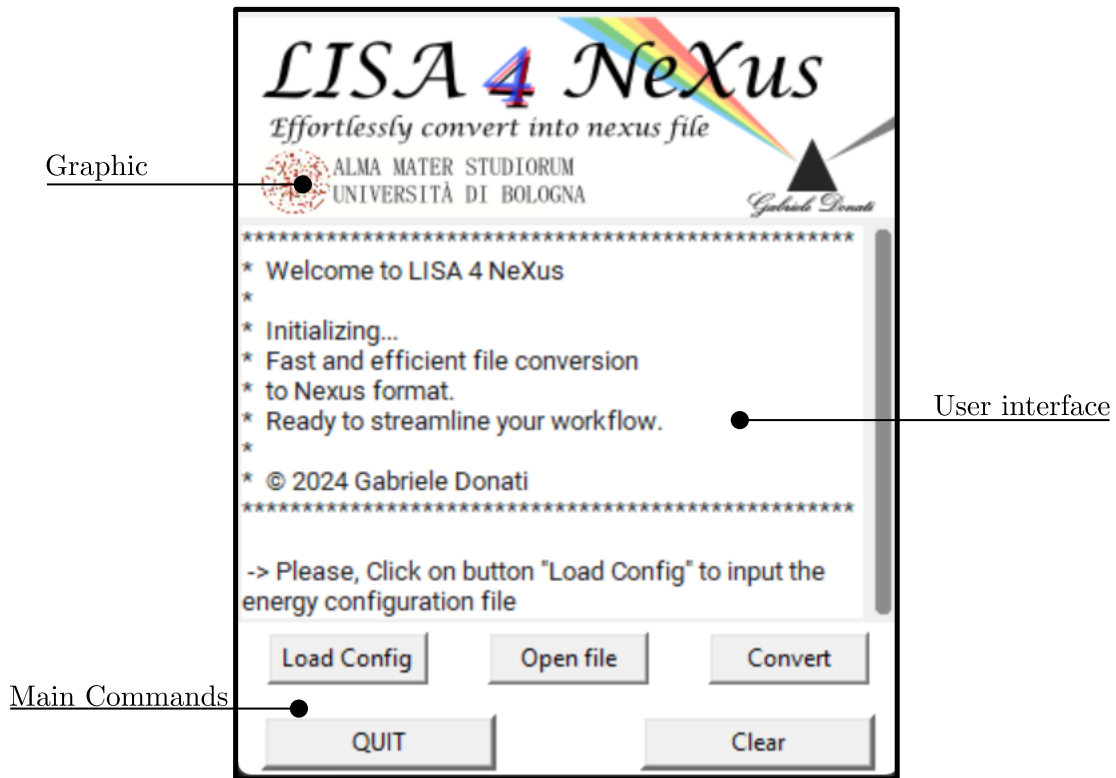 LISA 4 NeXus
Effortlessly convert into nexus file
Graphic
ALMA MATER STUDIORUM
UNIVERSITÀ DI BOLOGNA
Gabriele Donati
***************************************************
* Welcome to LISA 4 NeXus
*
* Initializing...
* Fast and efficient file conversion
* to Nexus format.
* Ready to streamline your workflow.
User interface
*
* © 2024 Gabriele Donati
***************************************************
-> Please, Click on button "Load Config" to input the
energy configuration file
Load Config Open file Convert
Main Commands
QUIT Clear